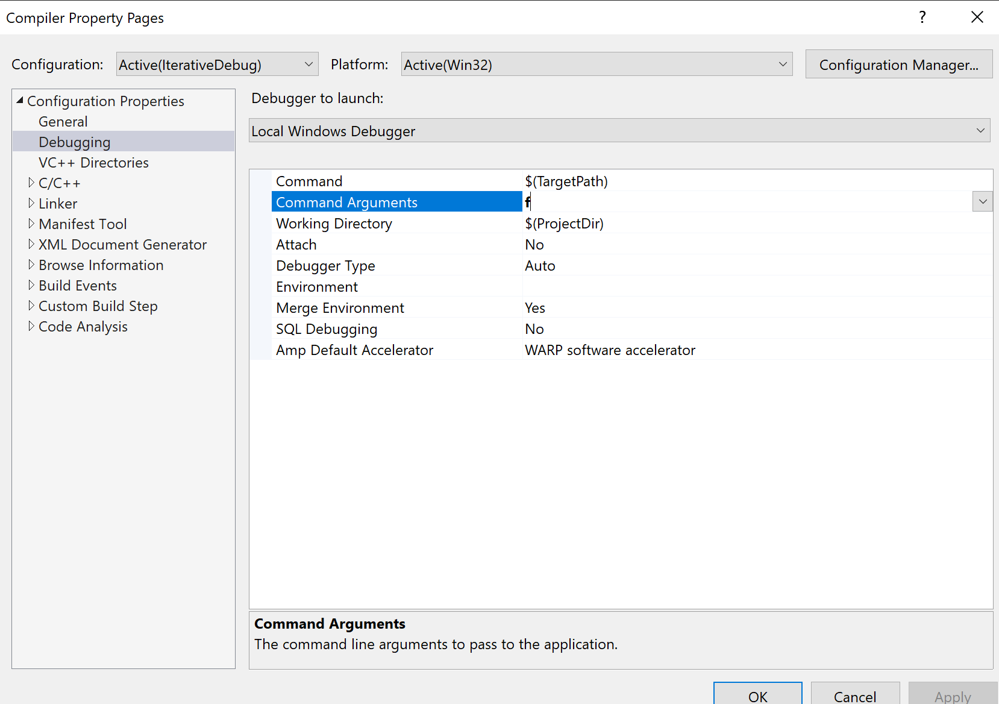 Compiler Property Pages ?
Configuration: Active(IterativeDebug) Platform: Active(Win32) Configuration Manager...
Configuration Properties
General
Debugging
VC++ Directories
C/C++
Linker
Manifest Tool
XML Document Generator
Browse Information
Build Events
Custom Build Step
Code Analysis
Debugger to launch:
Local Windows Debugger
Command $(TargetPath)
Command Arguments f
Working Directory $(ProjectDir)
Attach No
Debugger Type Auto
Environment
Merge Environment Yes
SQL Debugging No
Amp Default Accelerator WARP software accelerator
Command Arguments
The command line arguments to pass to the application.
OK Cancel Apply